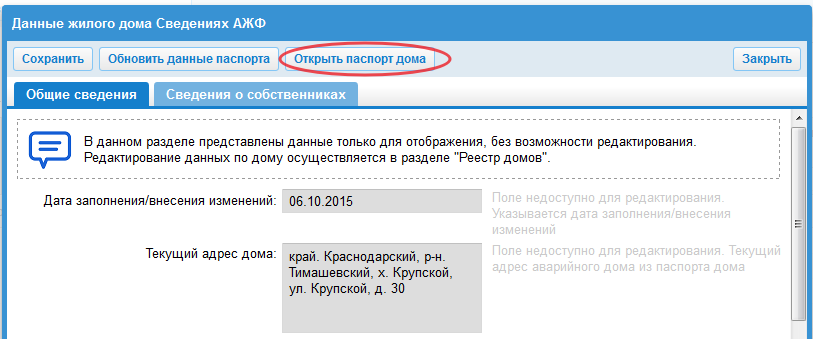 Данные жилого дома Сведениях АЖФ
Сохранить Обновить данные паспорта Открыть паспорт дома Закрыть
Общие сведения Сведения о собственниках
В данном разделе представлены данные только для отображения, без возможности редактирования.
Редактирование данных по дому осуществляется в разделе "Реестр домов".
Дата заполнения/внесения изменений: 06.10.2015
Поле недоступно для редактирования.
Указывается дата заполнения/внесения
изменений
Текущий адрес дома: край. Краснодарский, р-н.
Тимашевский, х. Крупской,
ул. Крупской, д. 30
Поле недоступно для редактирования. Текущий
адрес аварийного дома из паспорта дома